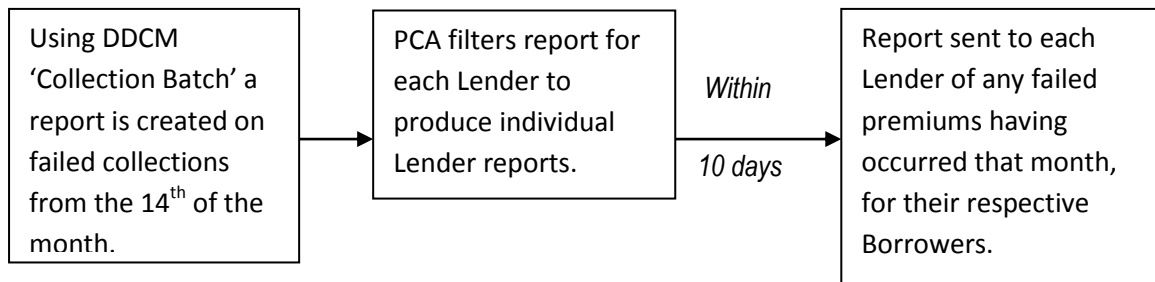 Using DDCM
‘Collection Batch’ a
report is created on
failed collections
from the 14th of the
month.
PCA filters report for
each Lender to
produce individual
Lender reports.
Within
10 days
Report sent to each
Lender of any failed
premiums having
occurred that month,
for their respective
Borrowers.